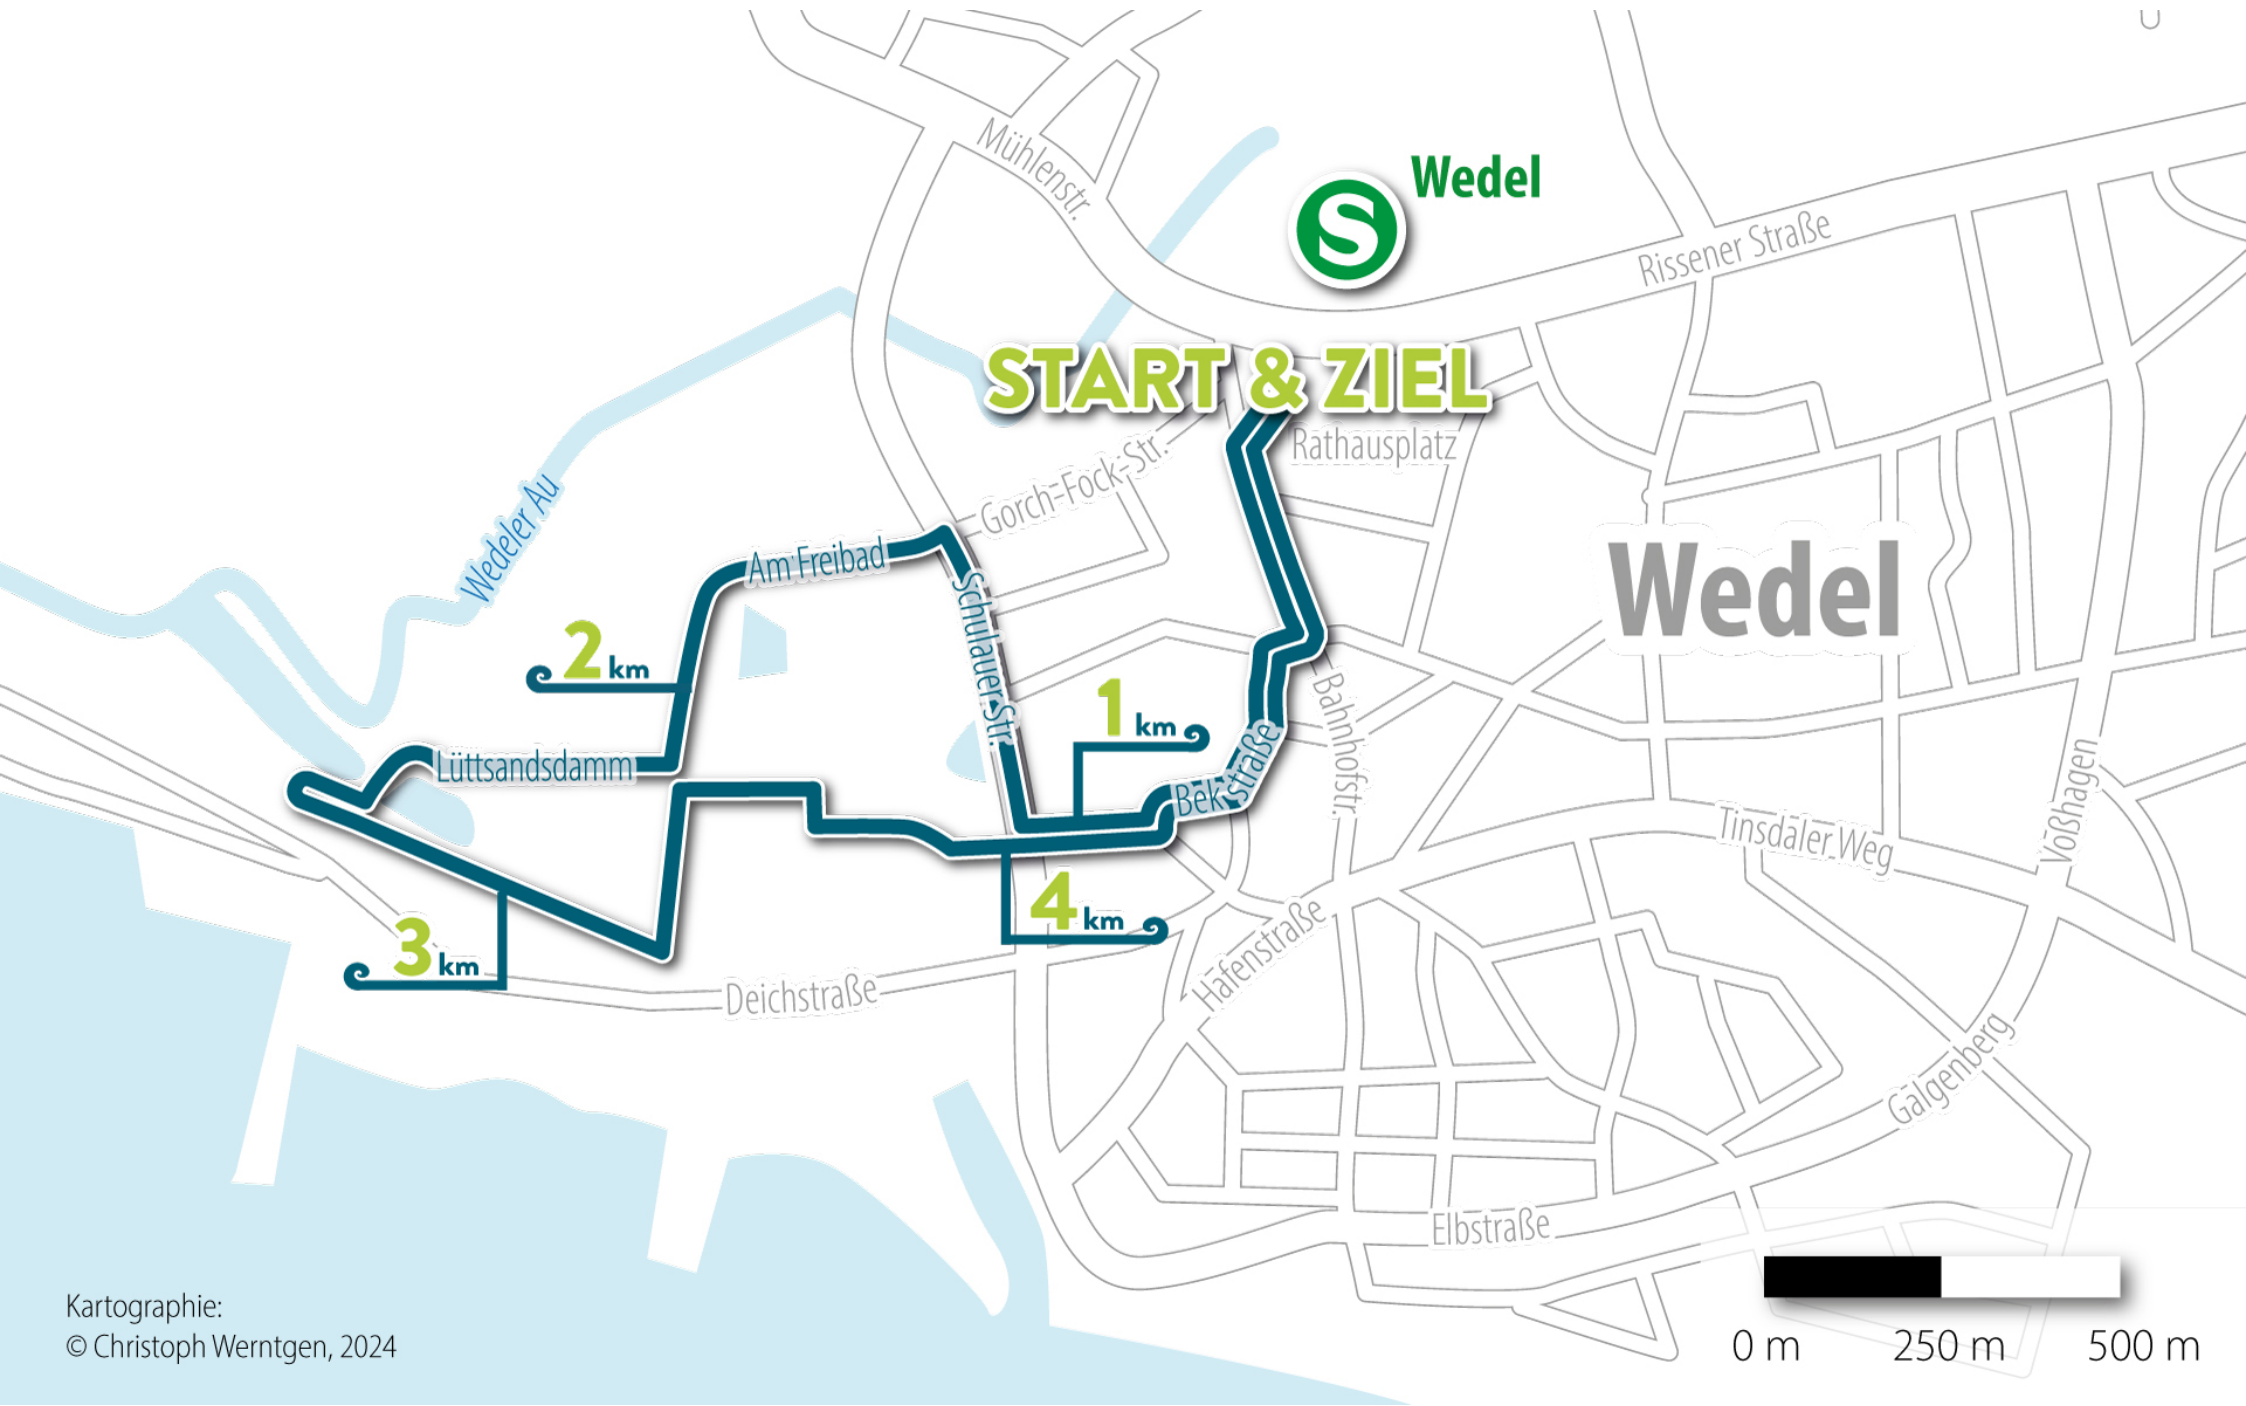 Mühlenstr.
S
Wedel
Rissener Straße
START & ZIEL
Rathausplatz
Gorch-Fock-Str.
Wedeler Au
Am Freibad
Wedel
Schulauer Str.
2 km
1 km
Bahnhofstr.
Lüttsandsdamm
Bekstraße
Tinsdaler Weg
Voßhagen
4 km
3 km
Hafenstraße
Deichstraße
Galgenberg
Elbstraße
Kartographie:
© Christoph Werntgen, 2024
0 m 250 m 500 m